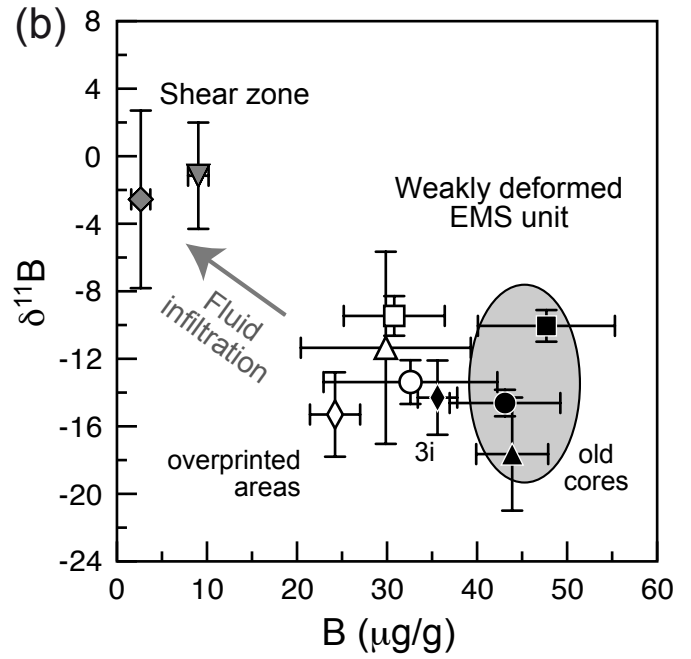 (b)
8
4
0
-4
-8
-12
-16
-20
-24
δ¹¹B
Shear zone
Weakly deformed
EMS unit
Fluid
infiltration
overprinted
areas
3i
old
cores
0
10
20
30
40
50
60
B (μg/g)